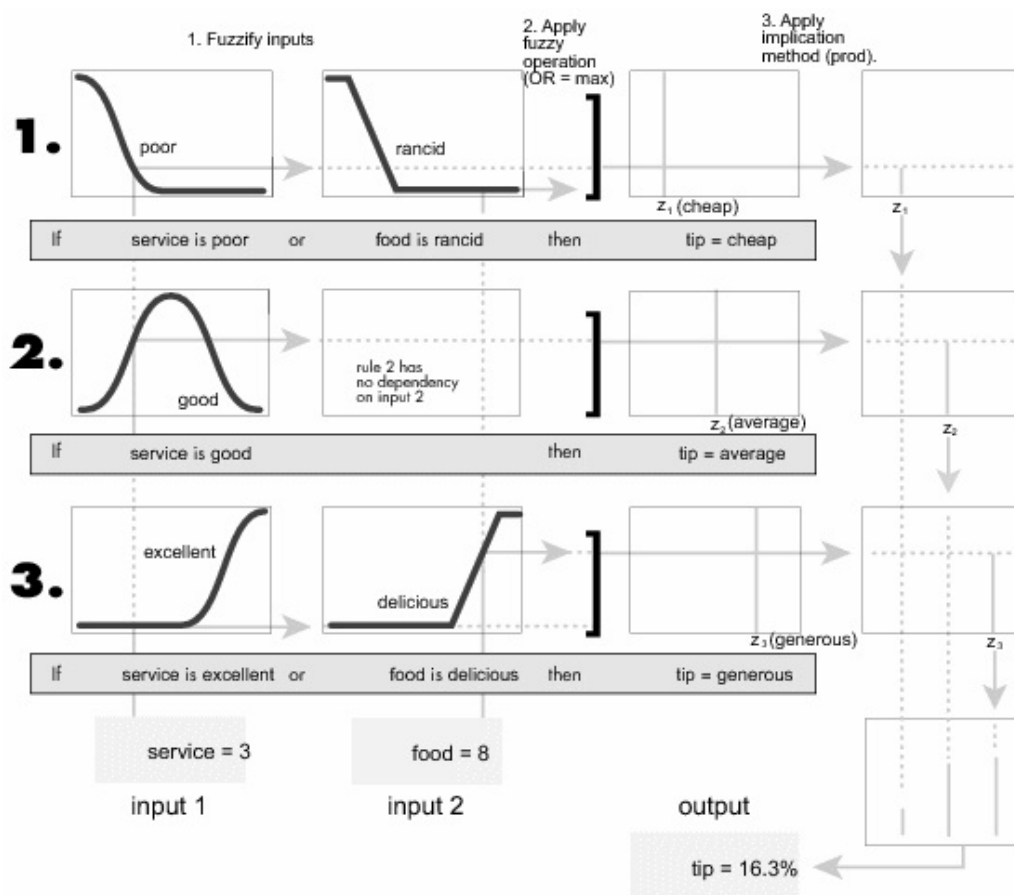 1. Fuzzify inputs
2. Apply
fuzzy
operation
(OR = max)
3. Apply
implication
method (prod).
1.
poor
rancid
z₁ (cheap)
z₁
If service is poor or food is rancid then tip = cheap
2.
good
rule 2 has
no dependency
on input 2
z₂ (average)
z₂
If service is good then tip = average
3.
excellent
delicious
z₃ (generous)
z₃
If service is excellent or food is delicious then tip = generous
service = 3
food = 8
input 1
input 2
output
tip = 16.3%